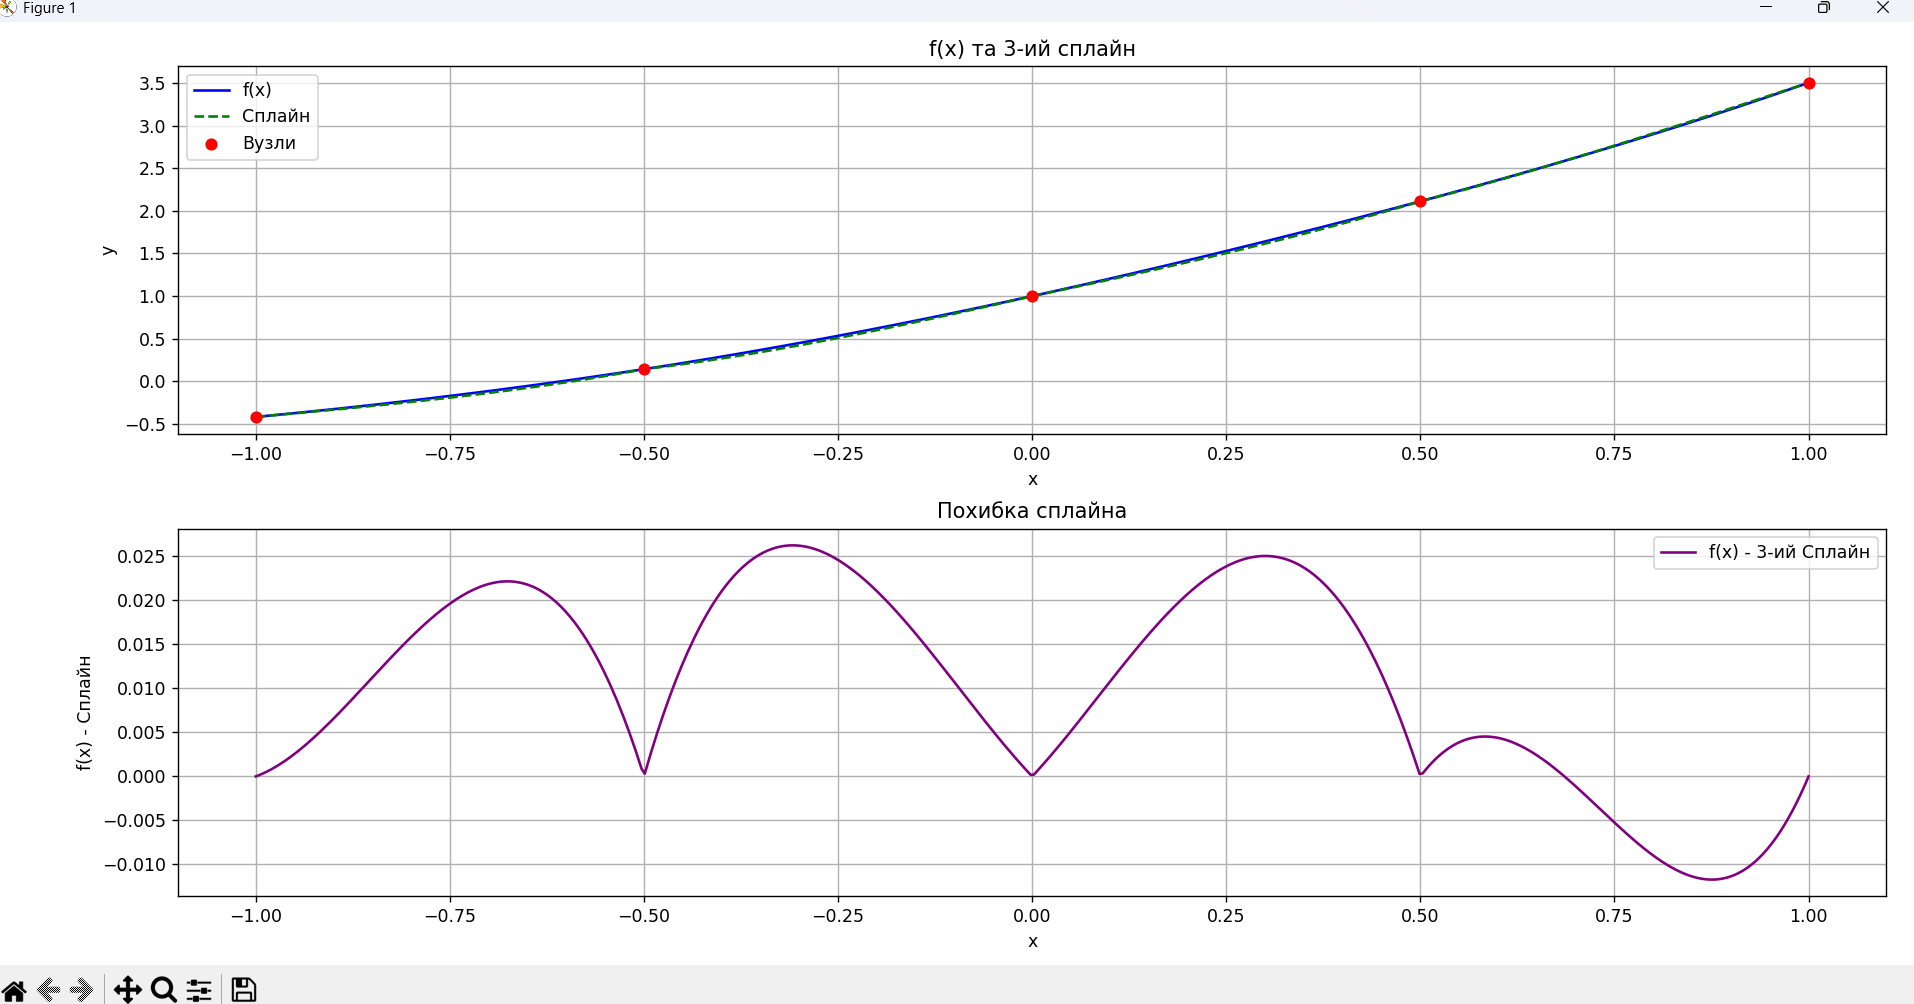 Figure 1
f(x) та 3-ий сплайн
f(x)
Сплайн
Вузли
y
3.5
3.0
2.5
2.0
1.5
1.0
0.5
0.0
−0.5
−1.00 −0.75 −0.50 −0.25 0.00 0.25 0.50 0.75 1.00
x
Похибка сплайна
f(x) - 3-ий Сплайн
f(x) - Сплайн
0.025
0.020
0.015
0.010
0.005
0.000
−0.005
−0.010
−1.00 −0.75 −0.50 −0.25 0.00 0.25 0.50 0.75 1.00
x